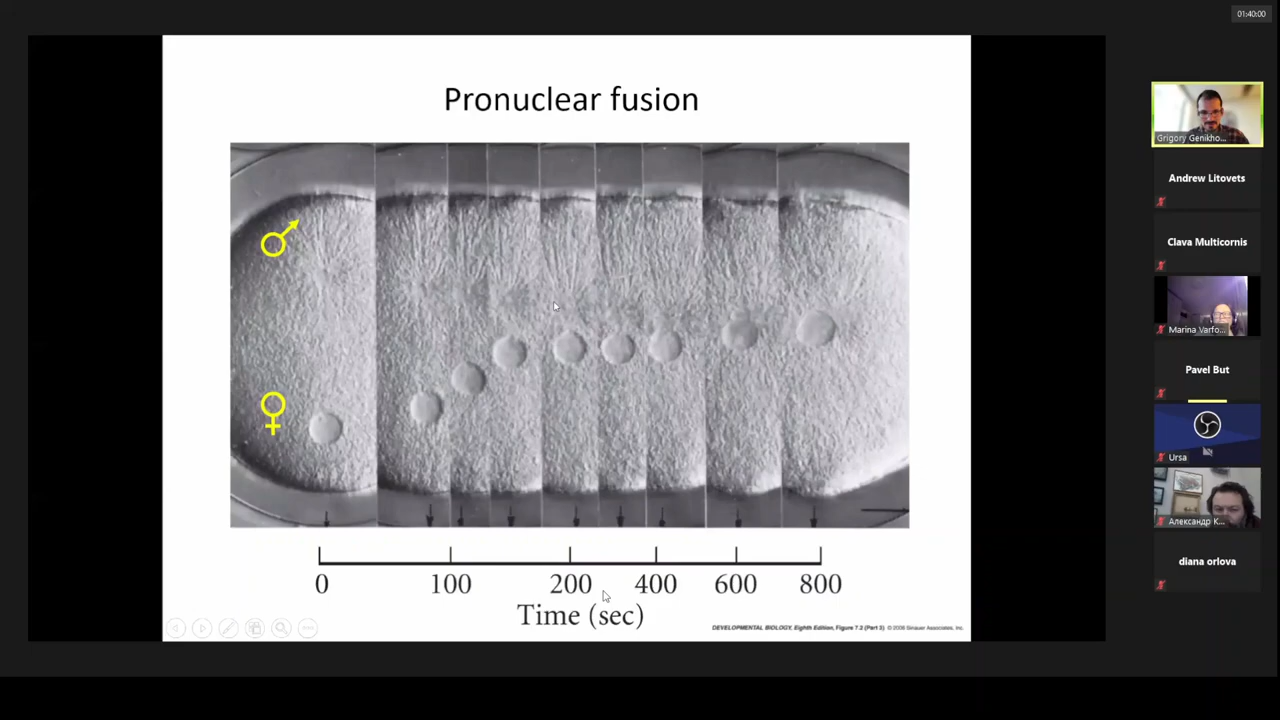 01:40:00
Pronuclear fusion
♂
♀
0 100 200 400 600 800
Time (sec)
DEVELOPMENTAL BIOLOGY, Eighth Edition, Figure 7.2 (Part 3) © 2006 Sinauer Associates, Inc.
Grigory Genikho...
Andrew Litovets
Clava Multicornis
Marina Varfo...
Pavel But
Ursa
Александр К...
diana orlova